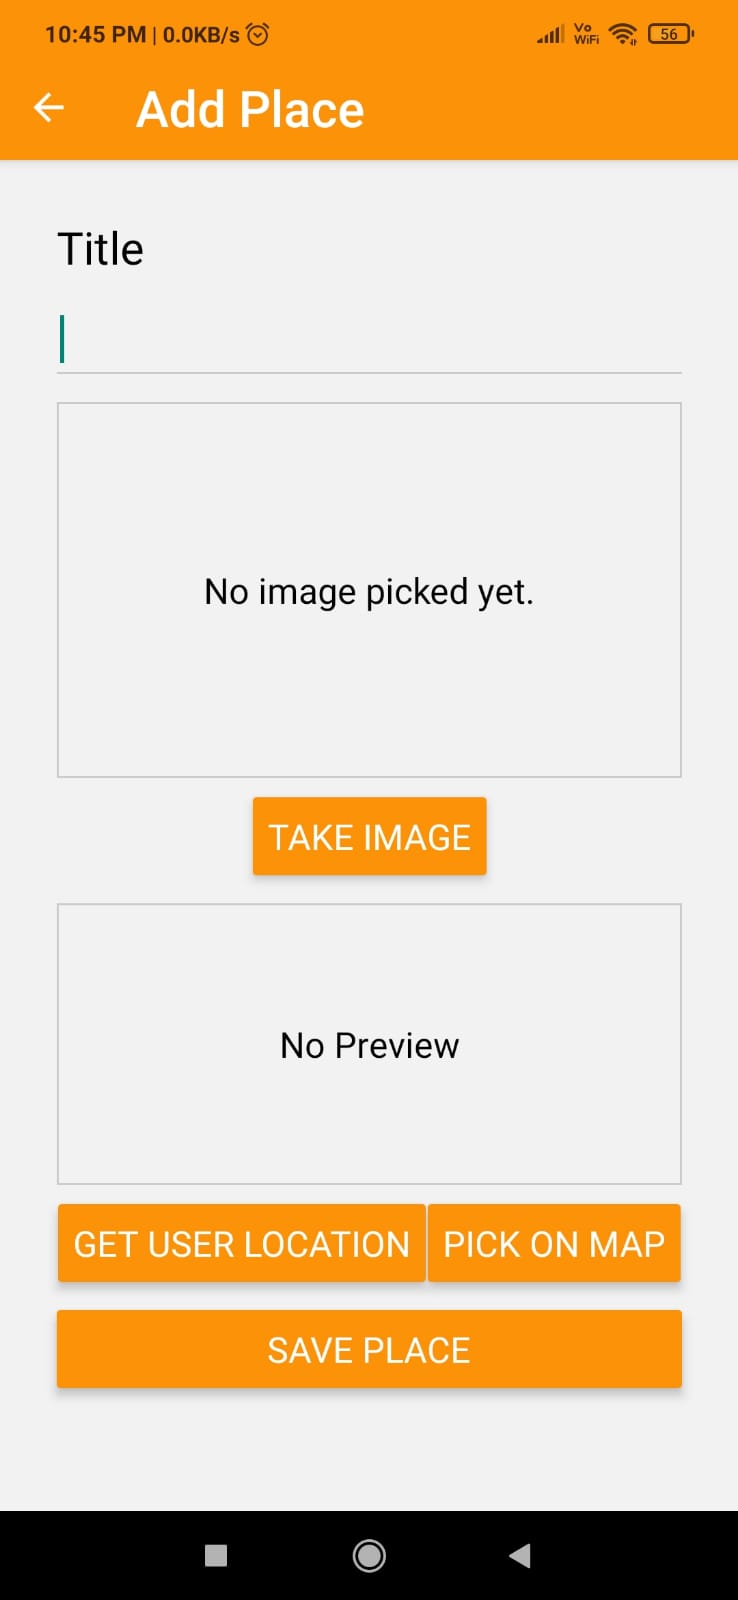 10:45 PM | 0.0KB/s
Vo
WiFi
56
Add Place
Title
No image picked yet.
TAKE IMAGE
No Preview
GET USER LOCATION
PICK ON MAP
SAVE PLACE